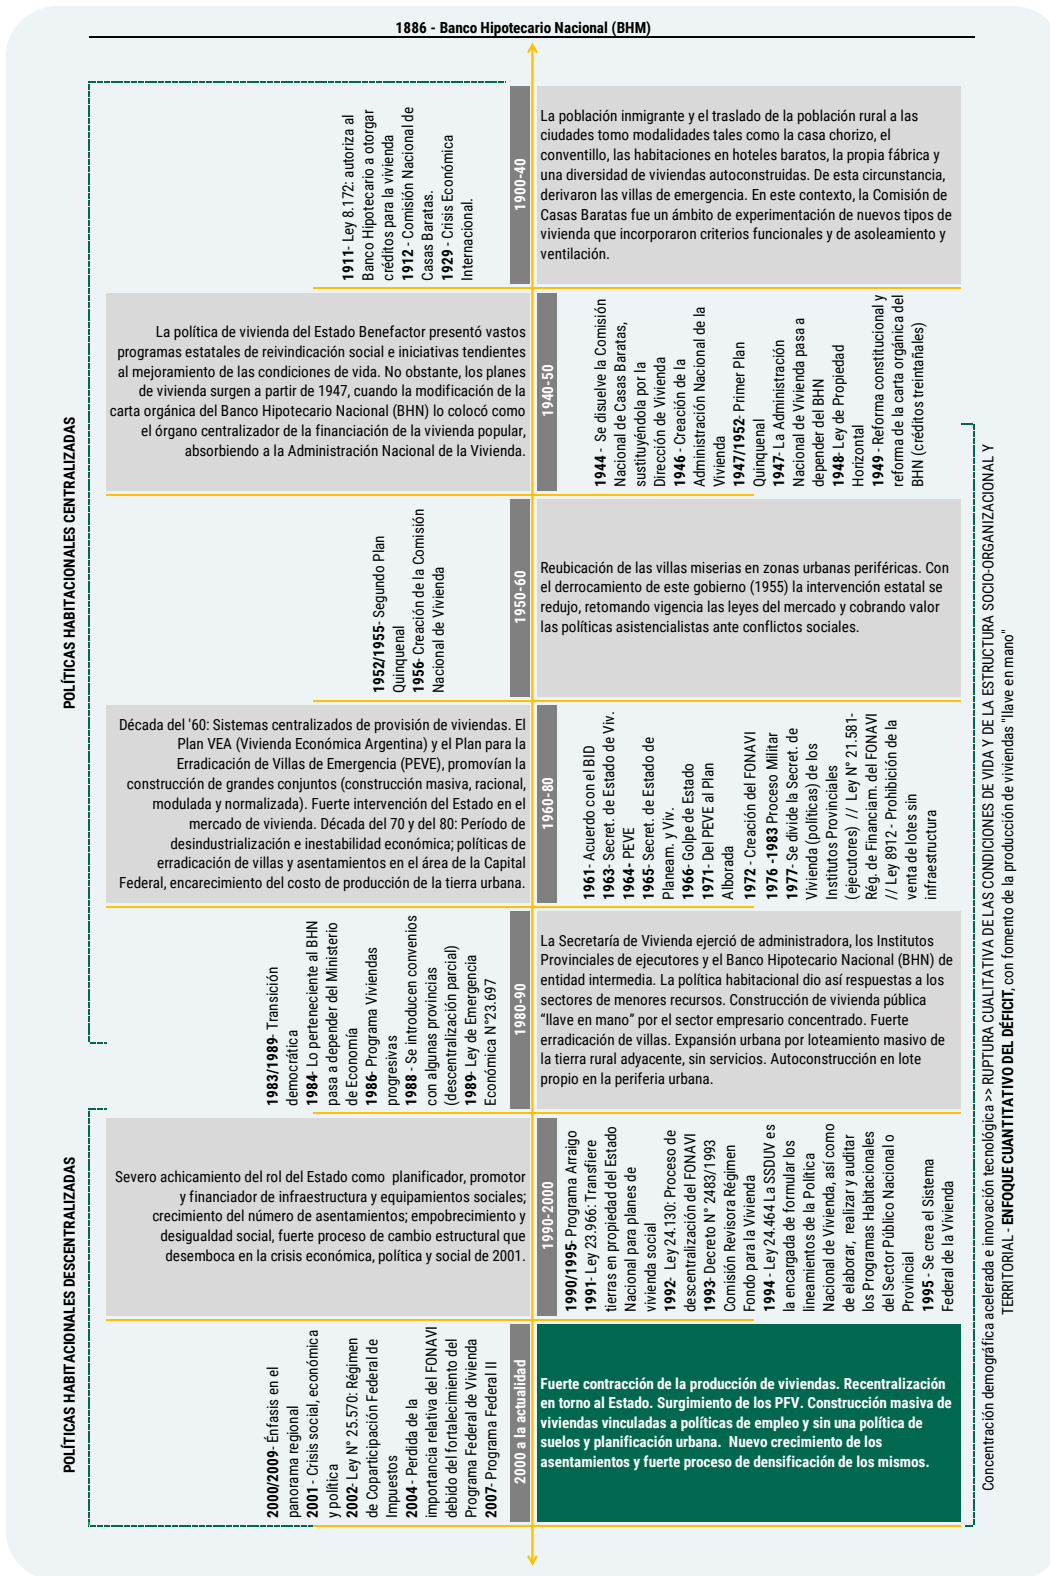 1886 - Banco Hipotecario Nacional (BHM)
POLÍTICAS HABITACIONALES CENTRALIZADAS
1911- Ley 8.172: autoriza al
Banco Hipotecario a otorgar
créditos para la vivienda
1912 - Comisión Nacional de
Casas Baratas.
1929 - Crisis Económica
Internacional.
1900-40
La población inmigrante y el traslado de la población rural a las
ciudades tomo modalidades tales como la casa chorizo, el
conventillo, las habitaciones en hoteles baratos, la propia fábrica y
una diversidad de viviendas autoconstruidas. De esta circunstancia,
derivaron las villas de emergencia. En este contexto, la Comisión de
Casas Baratas fue un ámbito de experimentación de nuevos tipos de
vivienda que incorporaron criterios funcionales y de asoleamiento y
ventilación.
La política de vivienda del Estado Benefactor presentó vastos
programas estatales de reivindicación social e iniciativas tendientes
al mejoramiento de las condiciones de vida. No obstante, los planes
de vivienda surgen a partir de 1947, cuando la modificación de la
carta orgánica del Banco Hipotecario Nacional (BHN) lo colocó como
el órgano centralizador de la financiación de la vivienda popular,
absorbiendo a la Administración Nacional de la Vivienda.
1940-50
1944 - Se disuelve la Comisión
Nacional de Casas Baratas,
sustituyéndola por la
Dirección de Vivienda
1946 - Creación de la
Administración Nacional de la
Vivienda
1947/1952- Primer Plan
Quinquenal
1947- La Administración
Nacional de Vivienda pasa a
depender del BHN
1948- Ley de Propiedad
Horizontal
1949 - Reforma constitucional y
reforma de la carta orgánica del
BHN (créditos treintañales)
1952/1955- Segundo Plan
Quinquenal
1956- Creación de la Comisión
Nacional de Vivienda
1950-60
Reubicación de las villas miserias en zonas urbanas periféricas. Con
el derrocamiento de este gobierno (1955) la intervención estatal se
redujo, retomando vigencia las leyes del mercado y cobrando valor
las políticas asistencialistas ante conflictos sociales.
Década del '60: Sistemas centralizados de provisión de viviendas. El
Plan VEA (Vivienda Económica Argentina) y el Plan para la
Erradicación de Villas de Emergencia (PEVE), promovían la
construcción de grandes conjuntos (construcción masiva, racional,
modulada y normalizada). Fuerte intervención del Estado en el
mercado de vivienda. Década del 70 y del 80: Período de
desindustrialización e inestabilidad económica; políticas de
erradicación de villas y asentamientos en el área de la Capital
Federal, encarecimiento del costo de producción de la tierra urbana.
1960-80
1961- Acuerdo con el BID
1963- Secret. de Estado de Viv.
1964- PEVE
1965- Secret. de Estado de
Planeam. y Viv.
1966- Golpe de Estado
1971- Del PEVE al Plan
Alborada
1972 - Creación del FONAVI
1976 -1983 Proceso Militar
1977- Se divide la Secret. de
Vivienda (políticas) de los
Institutos Provinciales
(ejecutores) // Ley N° 21.581-
Rég. de Financiam. del FONAVI
// Ley 8912 - Prohibición de la
venta de lotes sin
infraestructura
1983/1989- Transición
democrática
1984- Lo perteneciente al BHN
pasa a depender del Ministerio
de Economía
1986- Programa Viviendas
progresivas
1988 - Se introducen convenios
con algunas provincias
(descentralización parcial)
1989- Ley de Emergencia
Económica N°23.697
1980-90
La Secretaría de Vivienda ejerció de administradora, los Institutos
Provinciales de ejecutores y el Banco Hipotecario Nacional (BHN) de
entidad intermedia. La política habitacional dio así respuestas a los
sectores de menores recursos. Construcción de vivienda pública
“llave en mano” por el sector empresario concentrado. Fuerte
erradicación de villas. Expansión urbana por loteamiento masivo de
la tierra rural adyacente, sin servicios. Autoconstrucción en lote
propio en la periferia urbana.
POLÍTICAS HABITACIONALES DESCENTRALIZADAS
Severo achicamiento del rol del Estado como planificador, promotor
y financiador de infraestructura y equipamientos sociales;
crecimiento del número de asentamientos; empobrecimiento y
desigualdad social, fuerte proceso de cambio estructural que
desemboca en la crisis económica, política y social de 2001.
1990-2000
1990/1995- Programa Arraigo
1991- Ley 23.966: Transfiere
tierras en propiedad del Estado
Nacional para planes de
vivienda social
1992- Ley 24.130: Proceso de
descentralización del FONAVI
1993- Decreto N° 2483/1993
Comisión Revisora Régimen
Fondo para la Vivienda
1994 - Ley 24.464 La SSDUV es
la encargada de formular los
lineamientos de la Política
Nacional de Vivienda, así como
de elaborar, realizar y auditar
los Programas Habitacionales
del Sector Público Nacional o
Provincial
1995 - Se crea el Sistema
Federal de la Vivienda
2000/2009- Énfasis en el
panorama regional
2001 - Crisis social, económica
y política
2002- Ley N° 25.570: Régimen
de Coparticipación Federal de
Impuestos
2004 - Perdida de la
importancia relativa del FONAVI
debido del fortalecimiento del
Programa Federal de Vivienda
2007- Programa Federal II
2000 a la actualidad
Fuerte contracción de la producción de viviendas. Recentralización
en torno al Estado. Surgimiento de los PFV. Construcción masiva de
viviendas vinculadas a políticas de empleo y sin una política de
suelos y planificación urbana. Nuevo crecimiento de los
asentamientos y fuerte proceso de densificación de los mismos.
Concentración demográfica acelerada e innovación tecnológica >> RUPTURA CUALITATIVA DE LAS CONDICIONES DE VIDA Y DE LA ESTRUCTURA SOCIO-ORGANIZACIONAL Y
TERRITORIAL - ENFOQUE CUANTITATIVO DEL DÉFICIT, con fomento de la producción de viviendas "llave en mano"